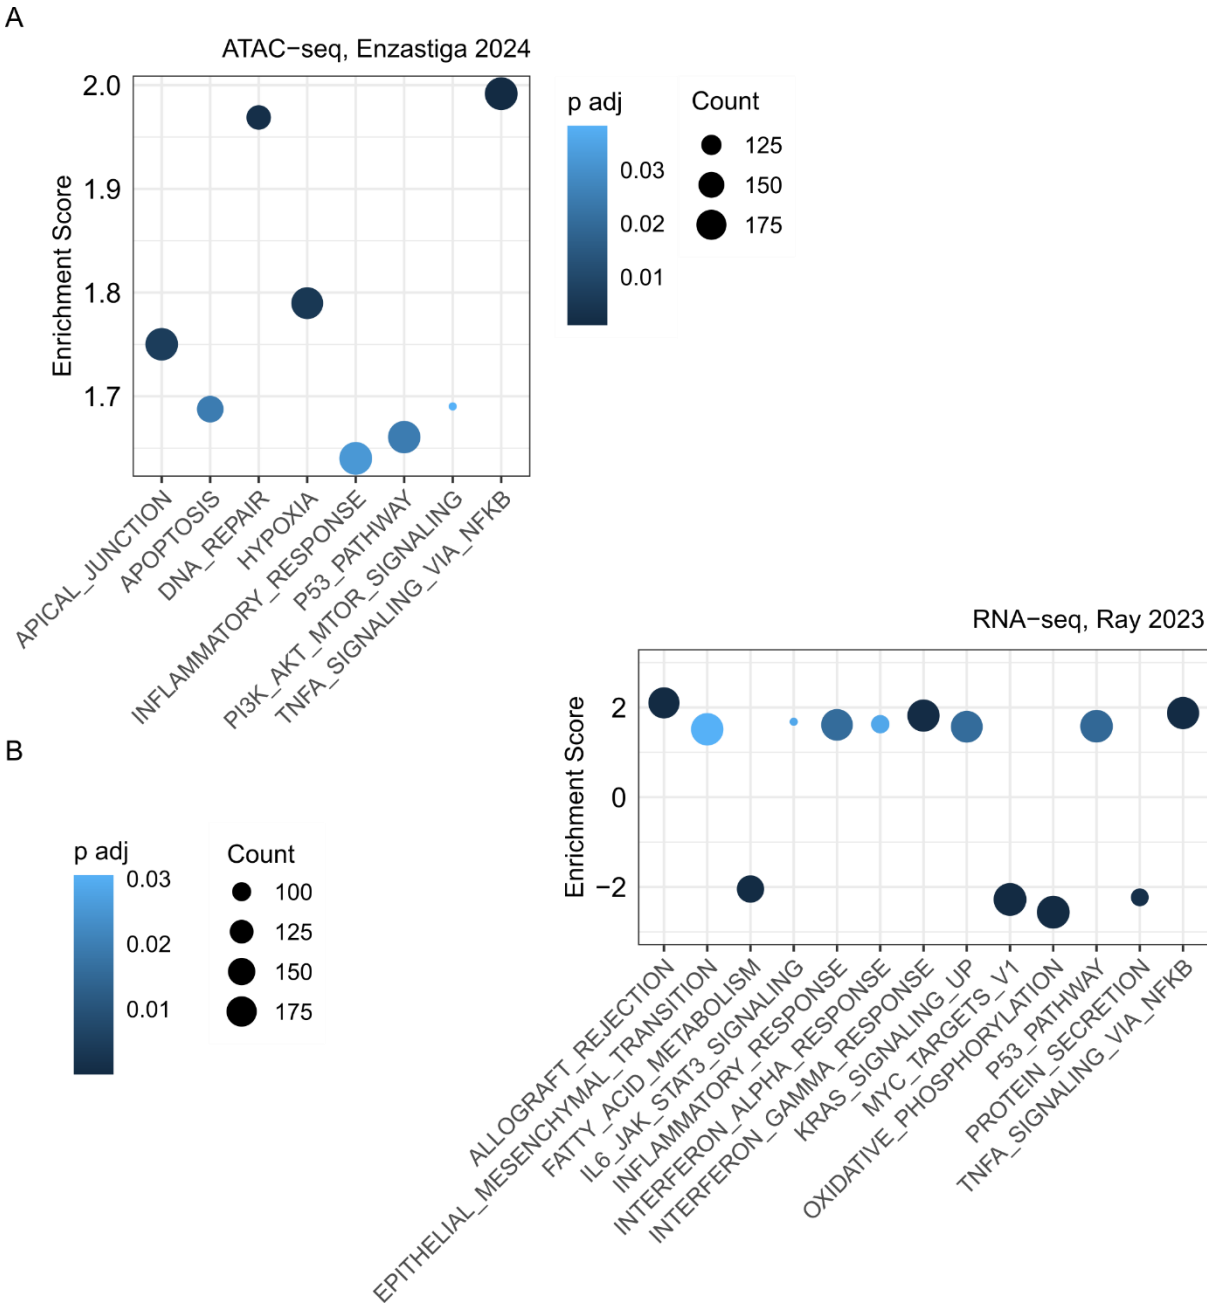 A
ATAC−seq, Enzastiga 2024
Enrichment Score
2.0
1.9
1.8
1.7
APICAL_JUNCTION
APOPTOSIS
DNA_REPAIR
HYPOXIA
INFLAMMATORY_RESPONSE
P53_PATHWAY
PI3K_AKT_MTOR_SIGNALING
TNFA_SIGNALING_VIA_NFKB
p adj
0.03
0.02
0.01
Count
125
150
175
B
p adj
0.03
0.02
0.01
Count
100
125
150
175
RNA−seq, Ray 2023
Enrichment Score
2
0
−2
ALLOGRAFT_REJECTION
EPITHELIAL_MESENCHYMAL_TRANSITION
FATTY_ACID_METABOLISM
IL6_JAK_STAT3_SIGNALING
INFLAMMATORY_RESPONSE
INTERFERON_ALPHA_RESPONSE
INTERFERON_GAMMA_RESPONSE
KRAS_SIGNALING_UP
MYC_TARGETS_V1
OXIDATIVE_PHOSPHORYLATION
P53_PATHWAY
PROTEIN_SECRETION
TNFA_SIGNALING_VIA_NFKB